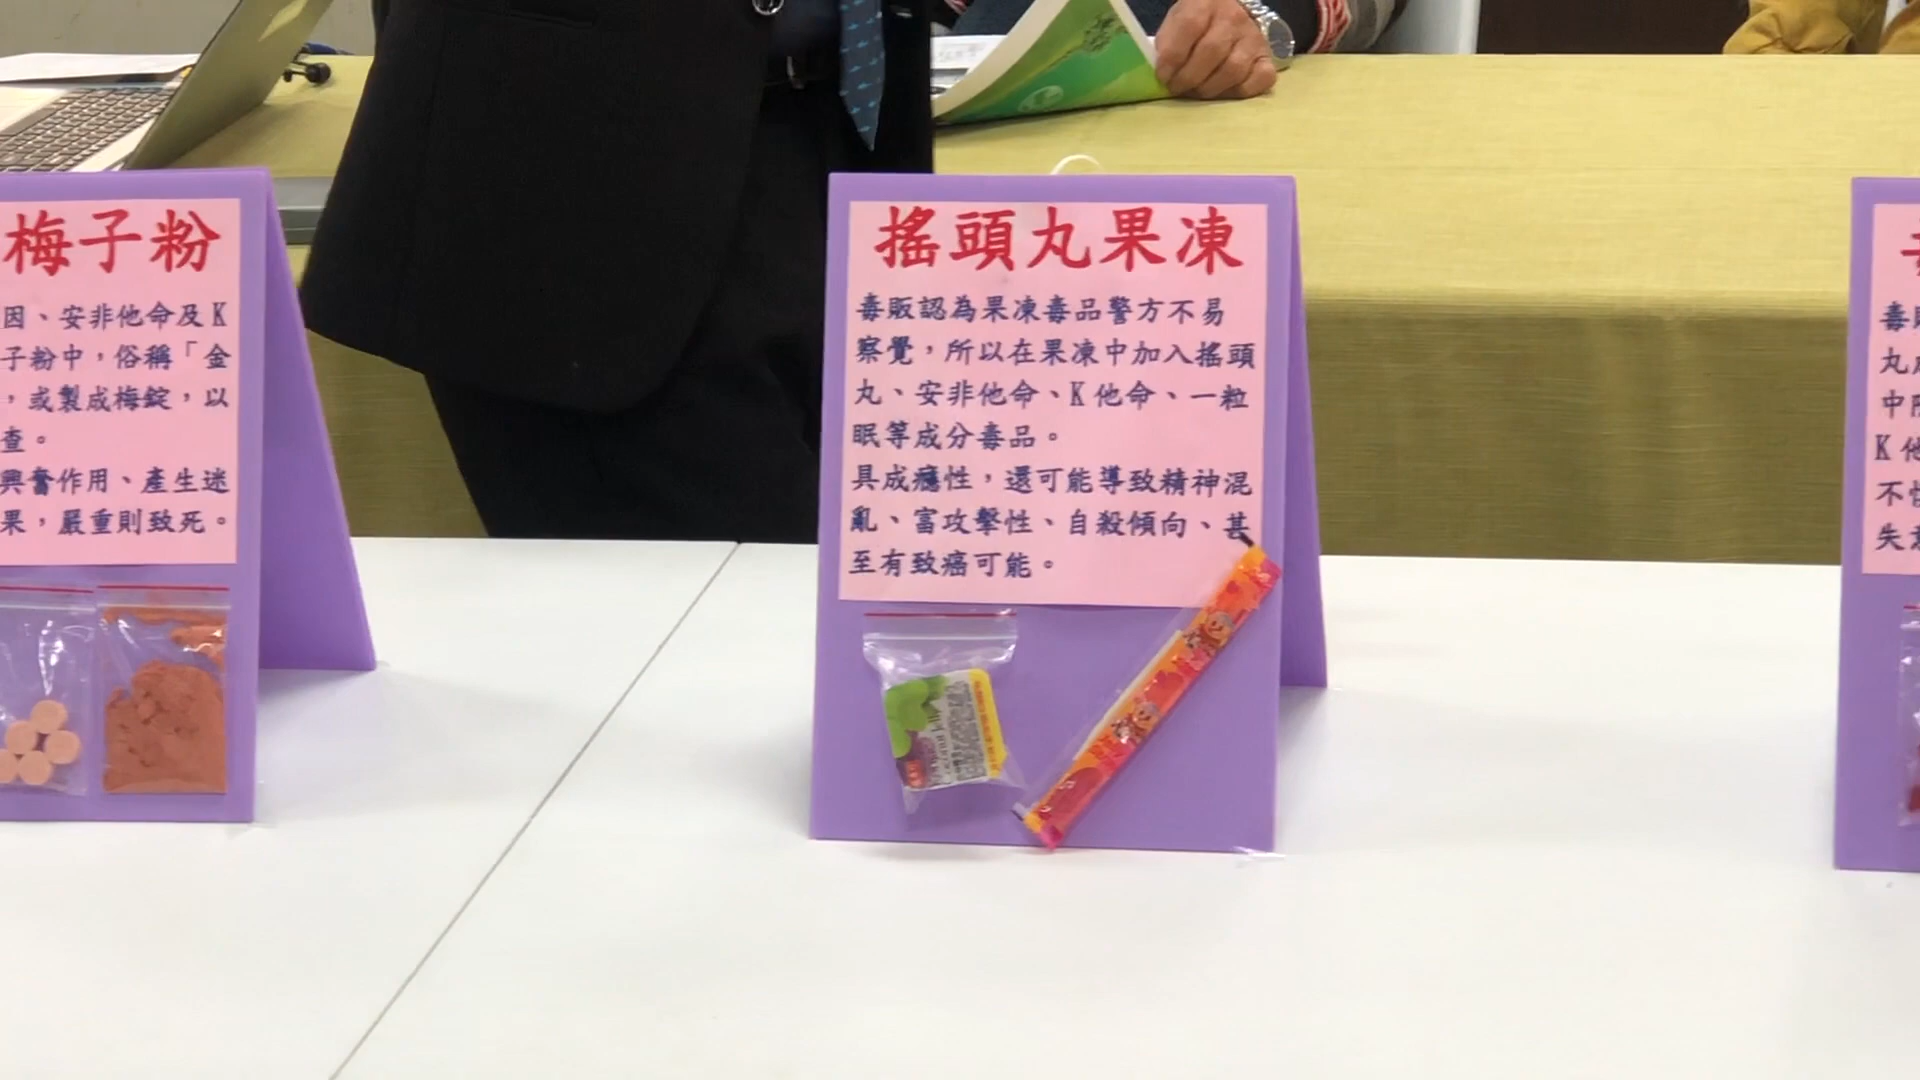 梅子粉
因、安非他命及K
子粉中，俗稱「金
，或製成梅錠，以
查。
興奮作用、產生迷
果，嚴重則致死。
搖頭丸果凍
毒販認為果凍毒品警方不易
察覺，所以在果凍中加入搖頭
丸、安非他命、K他命、一粒
眠等成分毒品。
具成癮性，還可能導致精神混
亂、富攻擊性、自殺傾向、甚
至有致癌可能。
Coconut Jelly
毒
丸
中
K他
不
失